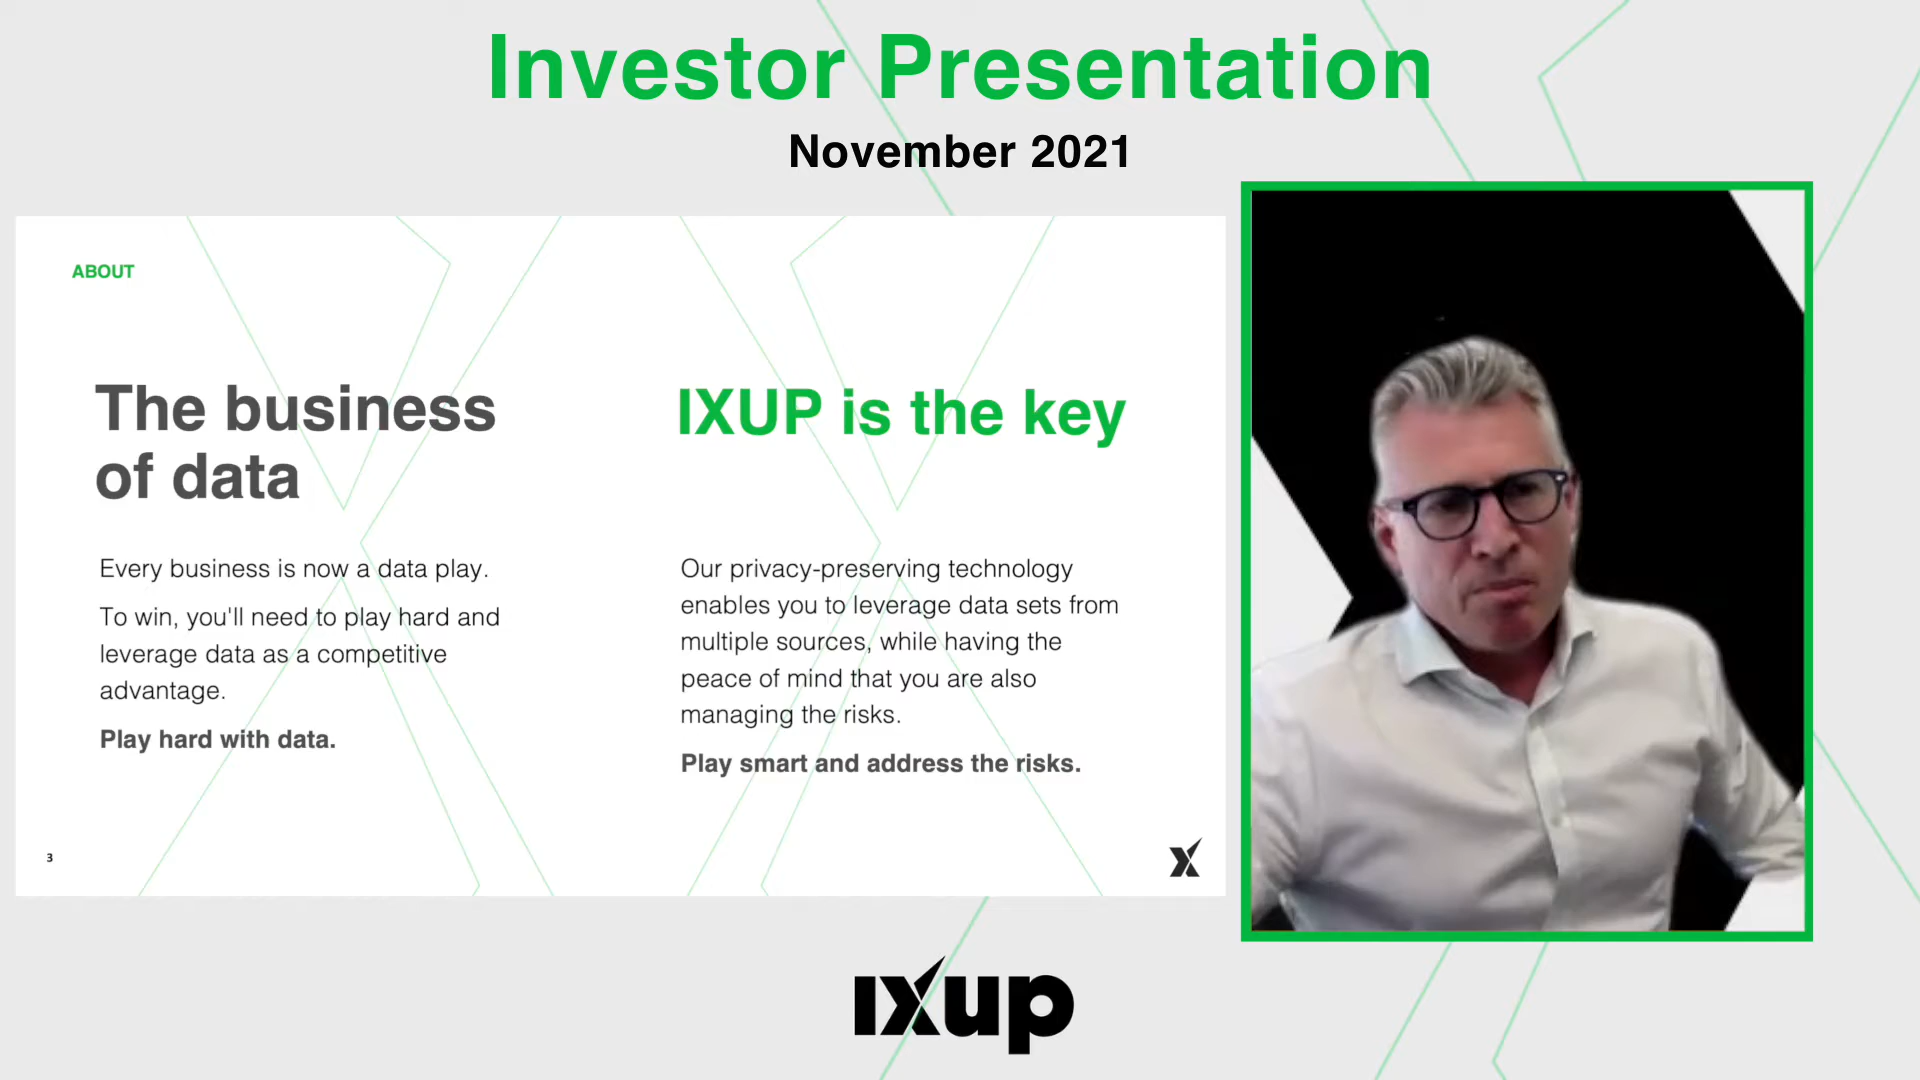 Investor Presentation
November 2021
ABOUT
The business
of data
Every business is now a data play.
To win, you'll need to play hard and
leverage data as a competitive
advantage.
Play hard with data.
IXUP is the key
Our privacy-preserving technology
enables you to leverage data sets from
multiple sources, while having the
peace of mind that you are also
managing the risks.
Play smart and address the risks.
3
ixup